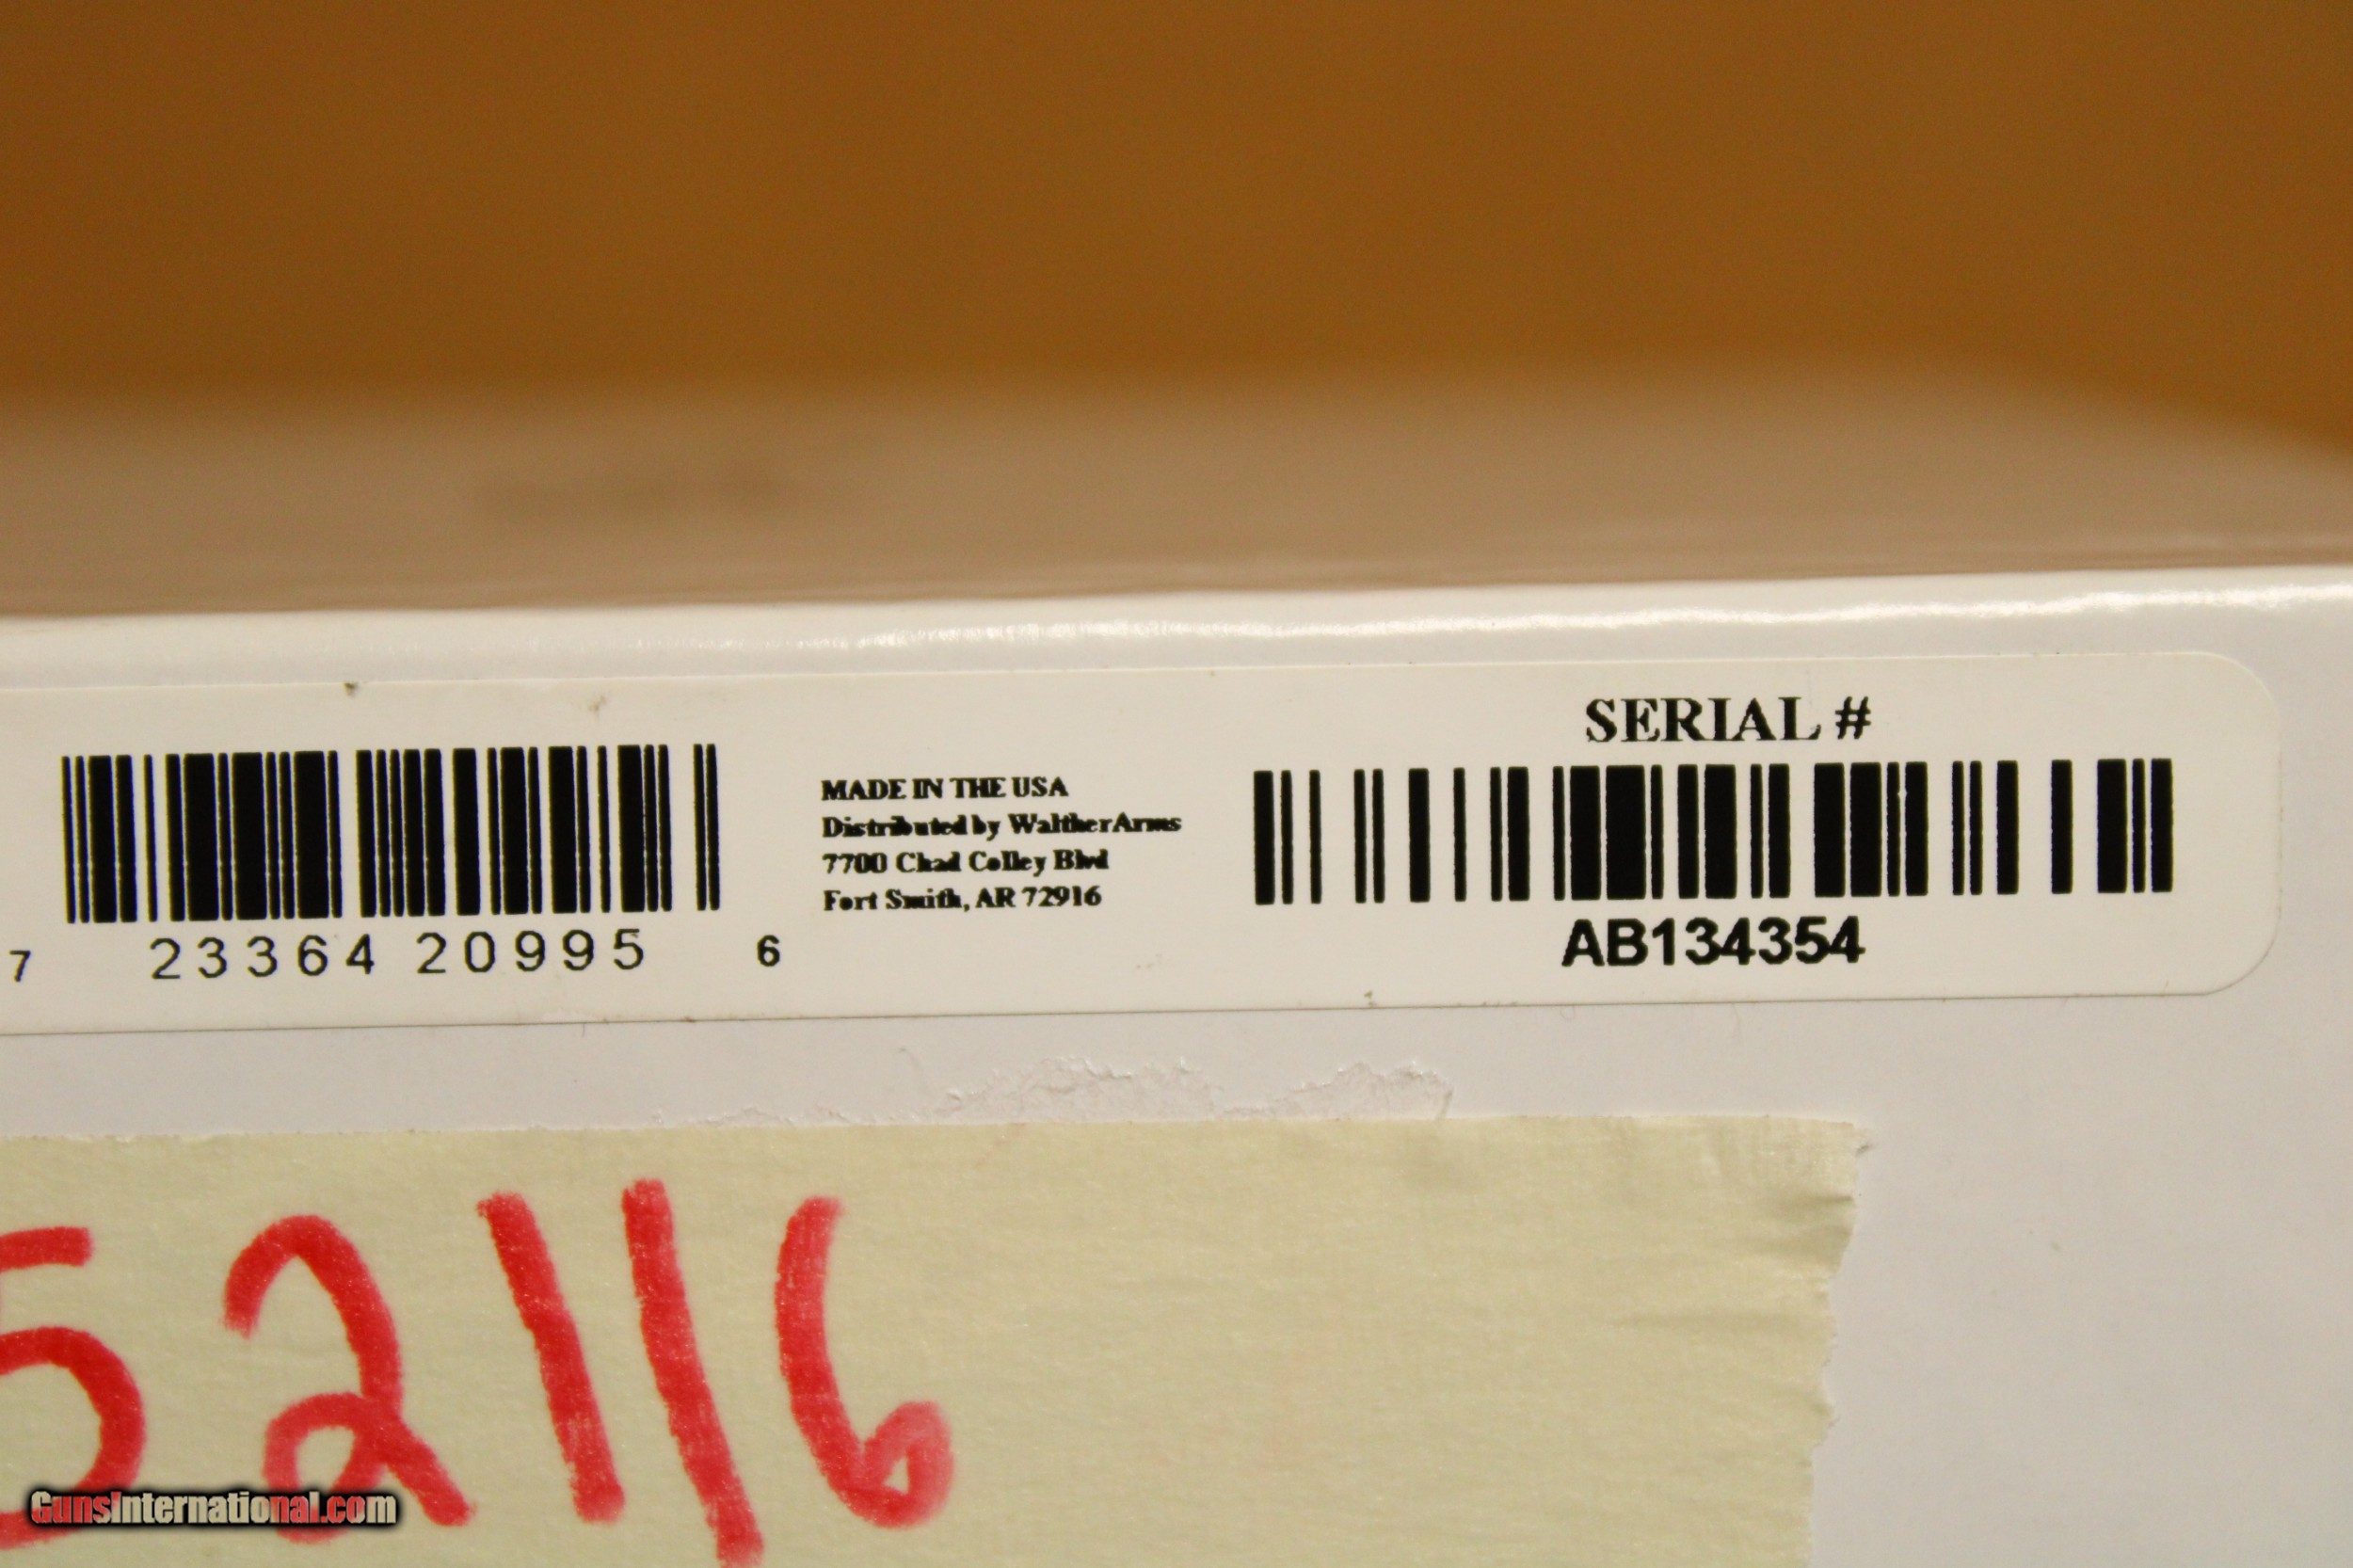 7 23364 20995 6
MADE IN THE USA
Distributed by WaltherArms
7700 Chad Colley Blvd
Fort Smith, AR 72916
SERIAL #
AB134354
52116
GunsInternational.com